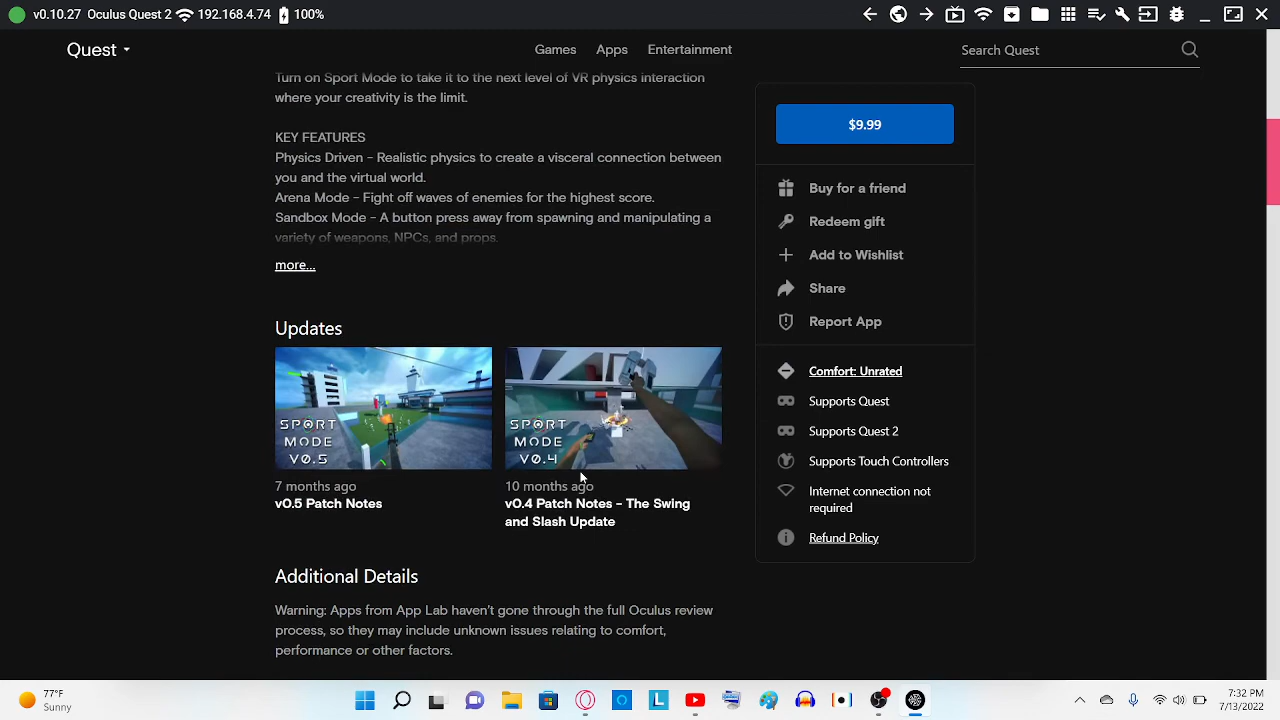 v0.10.27 Oculus Quest 2 192.168.4.74 100%
Quest
Games Apps Entertainment
Search Quest
Turn on Sport Mode to take it to the next level of VR physics interaction
where your creativity is the limit.
KEY FEATURES
Physics Driven – Realistic physics to create a visceral connection between
you and the virtual world.
Arena Mode – Fight off waves of enemies for the highest score.
Sandbox Mode – A button press away from spawning and manipulating a
variety of weapons, NPCs, and props.
more...
Updates
SPORT
MODE
V0.5
7 months ago
v0.5 Patch Notes
SPORT
MODE
V0.4
10 months ago
v0.4 Patch Notes – The Swing
and Slash Update
Additional Details
Warning: Apps from App Lab haven't gone through the full Oculus review
process, so they may include unknown issues relating to comfort,
performance or other factors.
$9.99
Buy for a friend
Redeem gift
Add to Wishlist
Share
Report App
Comfort: Unrated
Supports Quest
Supports Quest 2
Supports Touch Controllers
Internet connection not
required
Refund Policy
77°F
Sunny
L
7:32 PM
7/13/2022